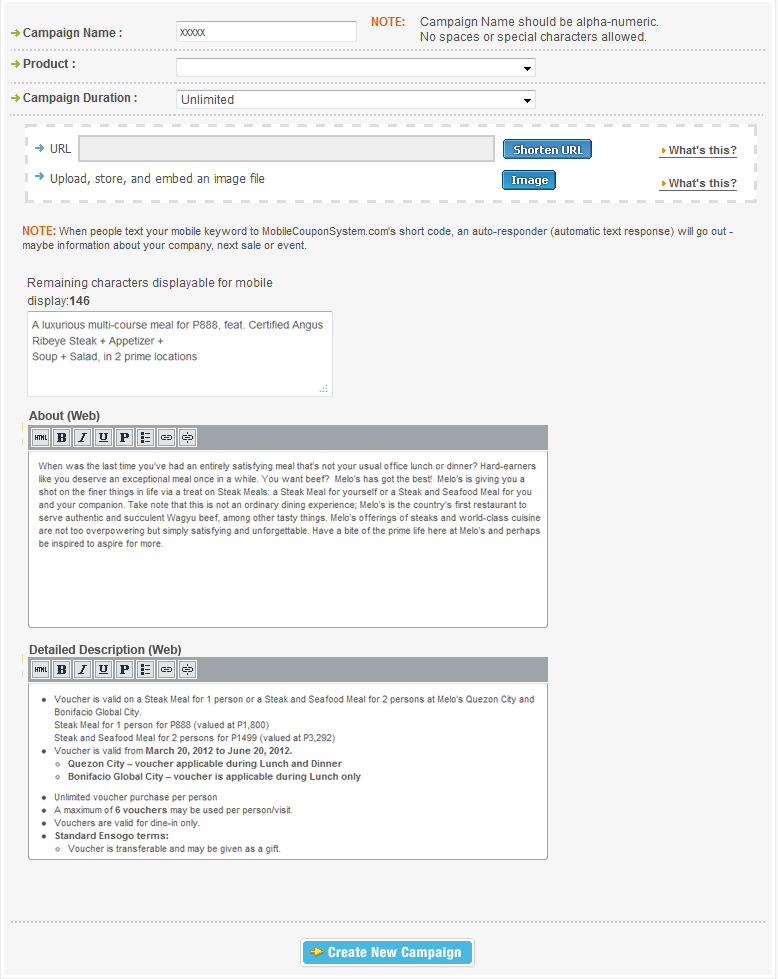 Campaign Name :
xxxxx
NOTE: Campaign Name should be alpha-numeric.
No spaces or special characters allowed.
Product :
Campaign Duration :
Unlimited
URL
Shorten URL
What's this?
Upload, store, and embed an image file
Image
What's this?
NOTE: When people text your mobile keyword to MobileCouponSystem.com's short code, an auto-responder (automatic text response) will go out -
maybe information about your company, next sale or event.
Remaining characters displayable for mobile
display:146
A luxurious multi-course meal for P888, feat. Certified Angus
Ribeye Steak + Appetizer +
Soup + Salad, in 2 prime locations
About (Web)
HTML B I U P
When was the last time you've had an entirely satisfying meal that's not your usual office lunch or dinner? Hard-earners
like you deserve an exceptional meal once in a while. You want beef? Melo's has got the best! Melo's is giving you a
shot on the finer things in life via a treat on Steak Meals: a Steak Meal for yourself or a Steak and Seafood Meal for you
and your companion. Take note that this is not an ordinary dining experience; Melo's is the country's first restaurant to
serve authentic and succulent Wagyu beef, among other tasty things. Melo's offerings of steaks and world-class cuisine
are not too overpowering but simply satisfying and unforgettable. Have a bite of the prime life here at Melo's and perhaps
be inspired to aspire for more.
Detailed Description (Web)
HTML B I U P
Voucher is valid on a Steak Meal for 1 person or a Steak and Seafood Meal for 2 persons at Melo's Quezon City and
Bonifacio Global City.
Steak Meal for 1 person for P888 (valued at P1,800)
Steak and Seafood Meal for 2 persons for P1499 (valued at P3,292)
Voucher is valid from March 20, 2012 to June 20, 2012.
Quezon City – voucher applicable during Lunch and Dinner
Bonifacio Global City – voucher is applicable during Lunch only
Unlimited voucher purchase per person
A maximum of 6 vouchers may be used per person/visit.
Vouchers are valid for dine-in only.
Standard Ensogo terms:
Voucher is transferable and may be given as a gift.
Create New Campaign